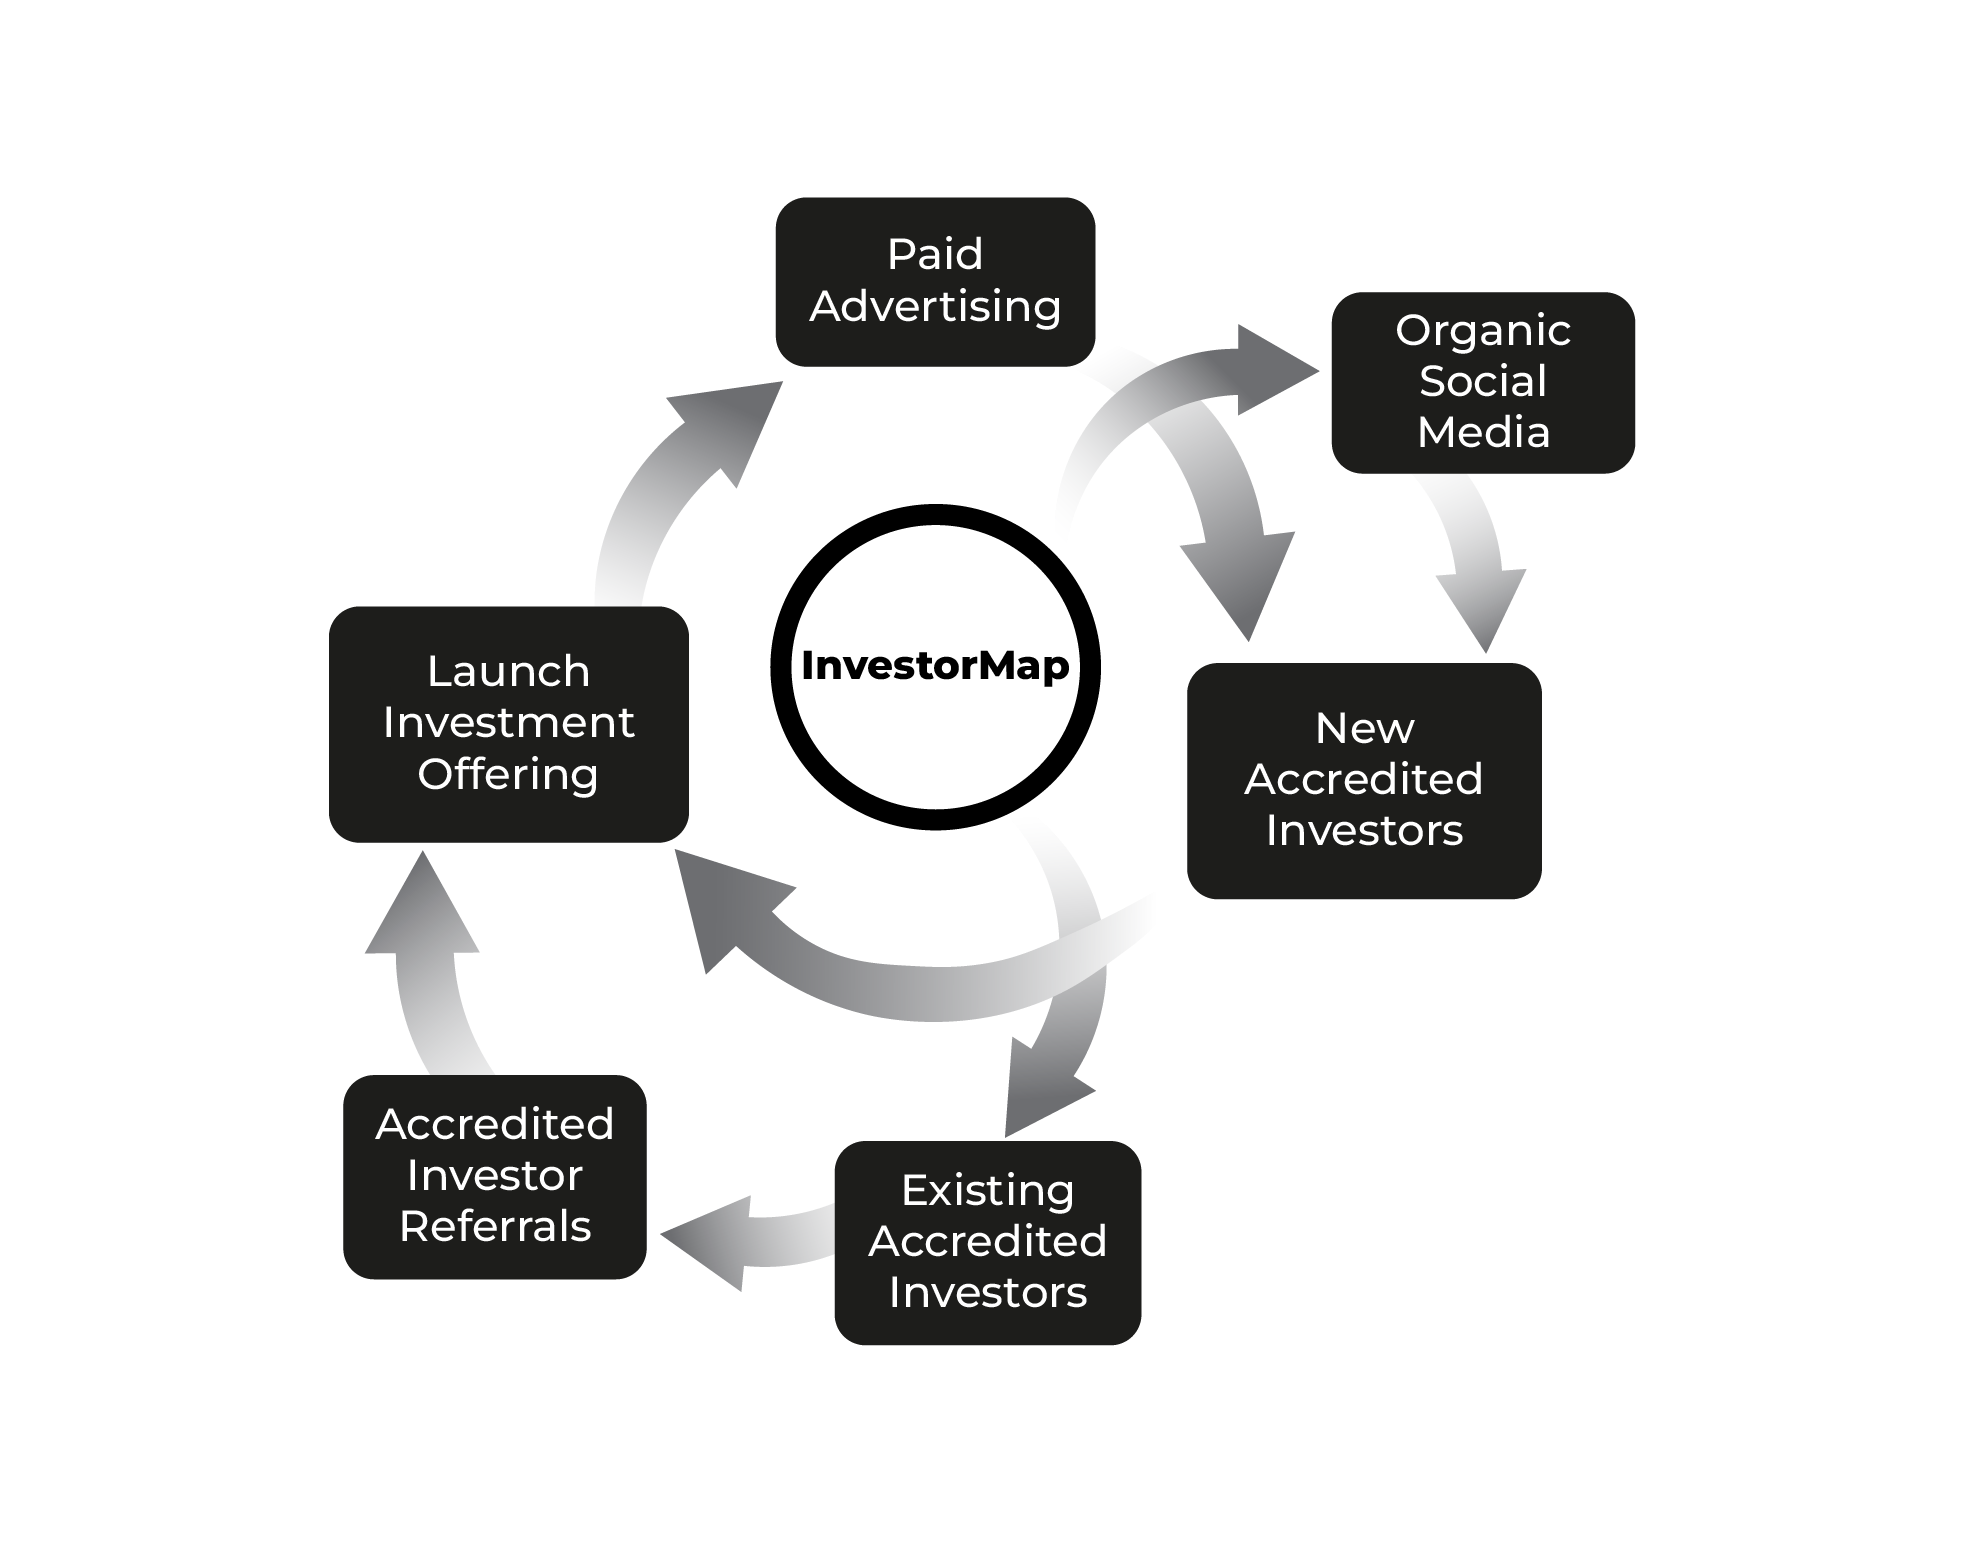 Paid
Advertising
Organic
Social
Media
InvestorMap
Launch
Investment
Offering
New
Accredited
Investors
Accredited
Investor
Referrals
Existing
Accredited
Investors